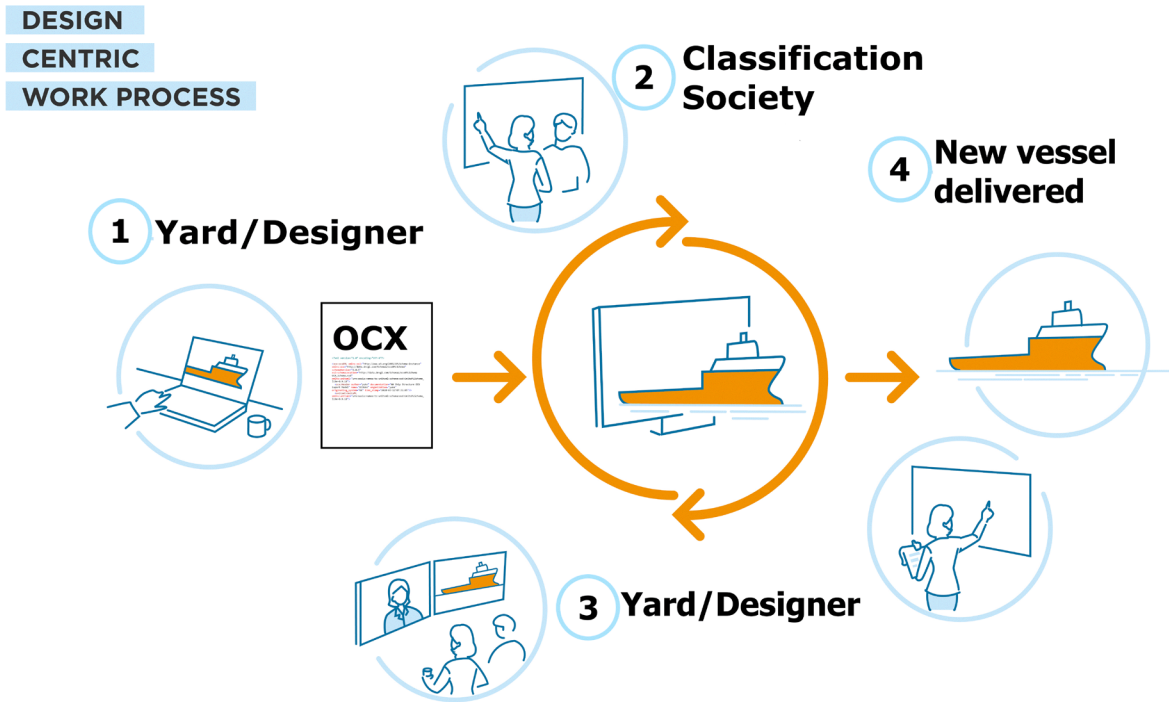 DESIGN
CENTRIC
WORK PROCESS
1 Yard/Designer
OCX
2 Classification
Society
3 Yard/Designer
4 New vessel
delivered